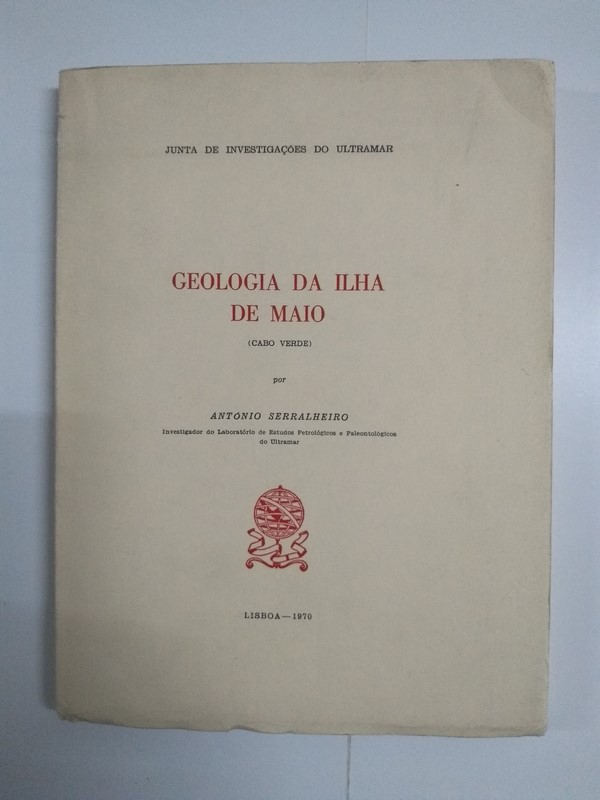 JUNTA DE INVESTIGAÇÕES DO ULTRAMAR
GEOLOGIA DA ILHA
DE MAIO
(CABO VERDE)
por
ANTÓNIO SERRALHEIRO
Investigador do Laboratório de Estudos Petrológicos e Paleontológicos
do Ultramar
LISBOA—1970